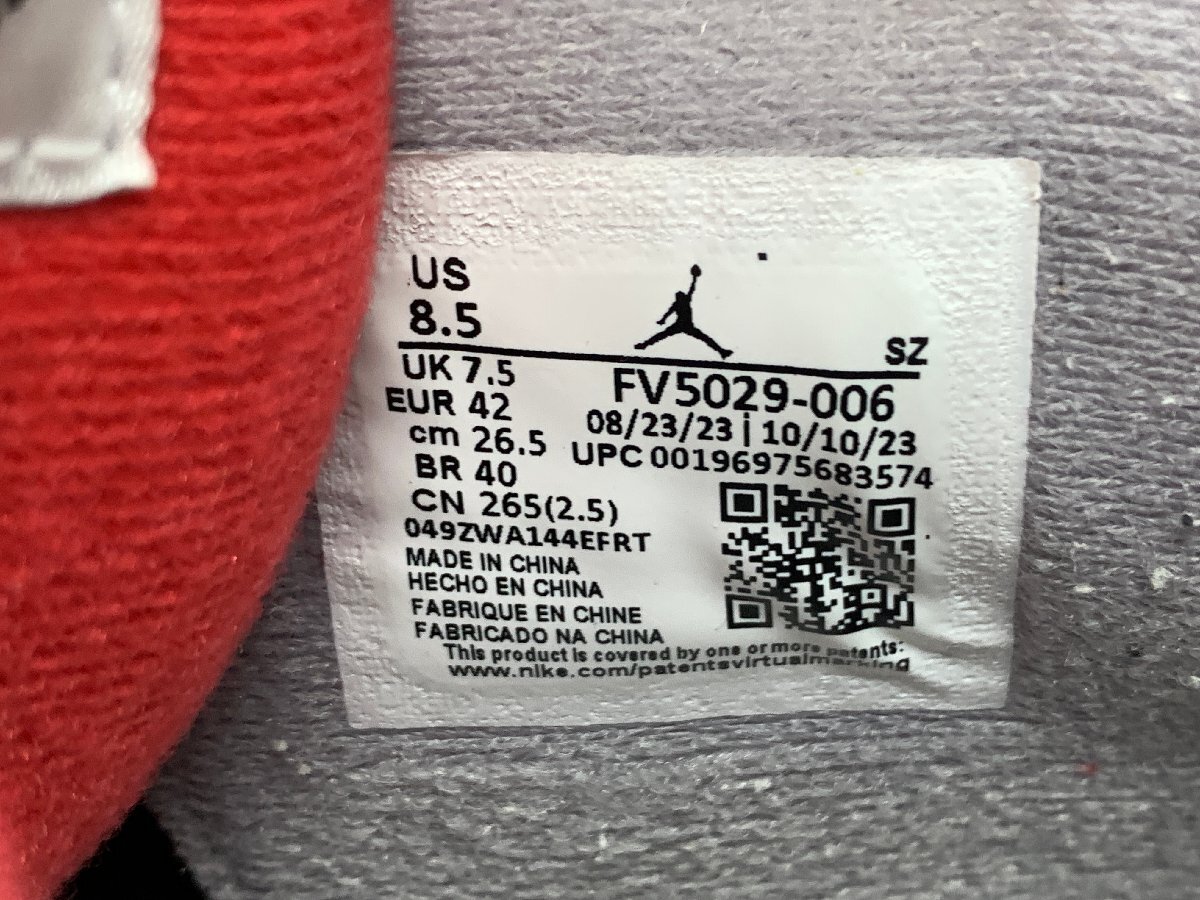 US
8.5
SZ
UK 7.5
EUR 42
cm 26.5
BR 40
CN 265(2.5)
FV5029-006
08/23/23 | 10/10/23
UPC 00196975683574
049ZWA144EFRT
MADE IN CHINA
HECHO EN CHINA
FABRIQUE EN CHINE
FABRICADO NA CHINA
This product is covered by one or more patents:
www.nike.com/patentsvirtualmarking